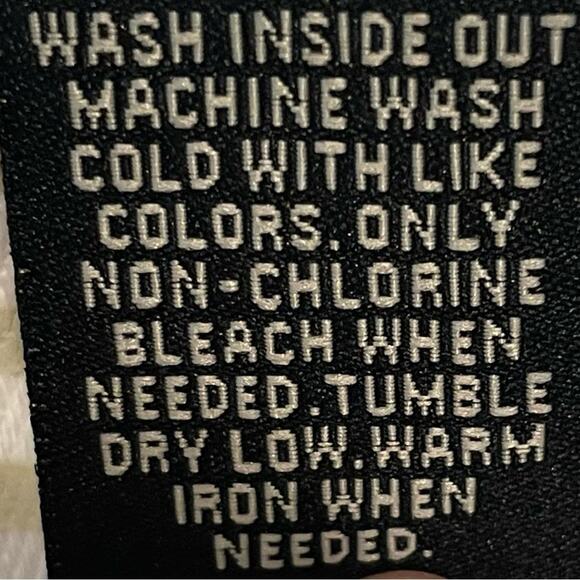 WASH INSIDE OUT
MACHINE WASH
COLD WITH LIKE
COLORS. ONLY
NON-CHLORINE
BLEACH WHEN
NEEDED.TUMBLE
DRY LOW.WARM
IRON WHEN
NEEDED.